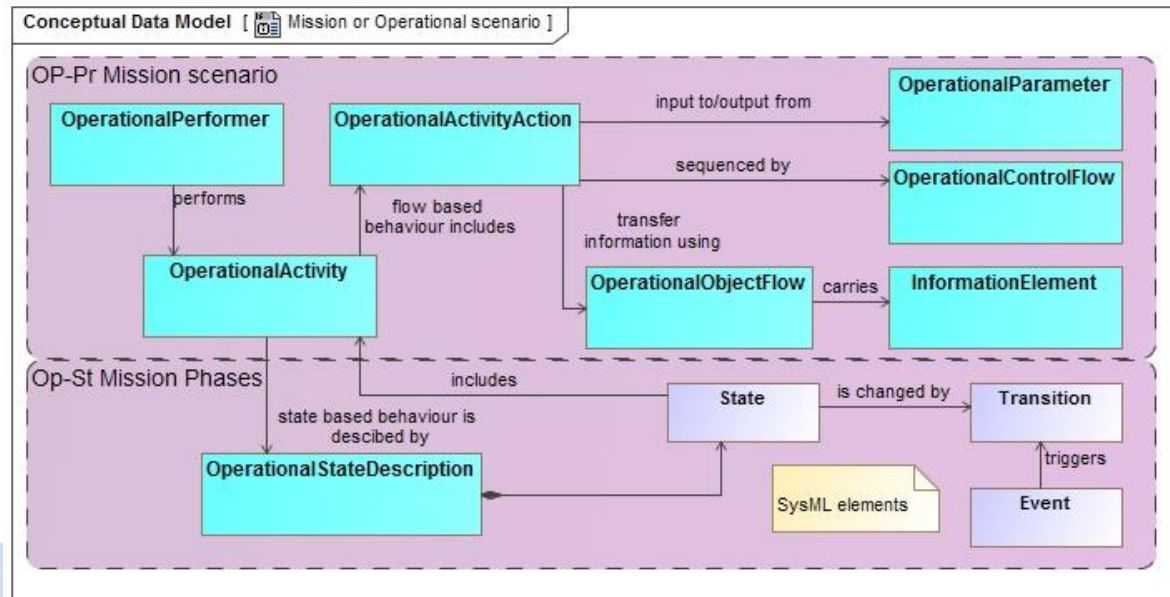 Conceptual Data Model [ Mission or Operational scenario ]
OP-Pr Mission scenario
OperationalPerformer
OperationalActivityAction
input to/output from
OperationalParameter
performs
flow based
behaviour includes
sequenced by
OperationalControlFlow
transfer
information using
OperationalActivity
OperationalObjectFlow
carries
InformationElement
Op-St Mission Phases
includes
State
is changed by
Transition
state based behaviour is
descibed by
OperationalStateDescription
triggers
SysML elements
Event